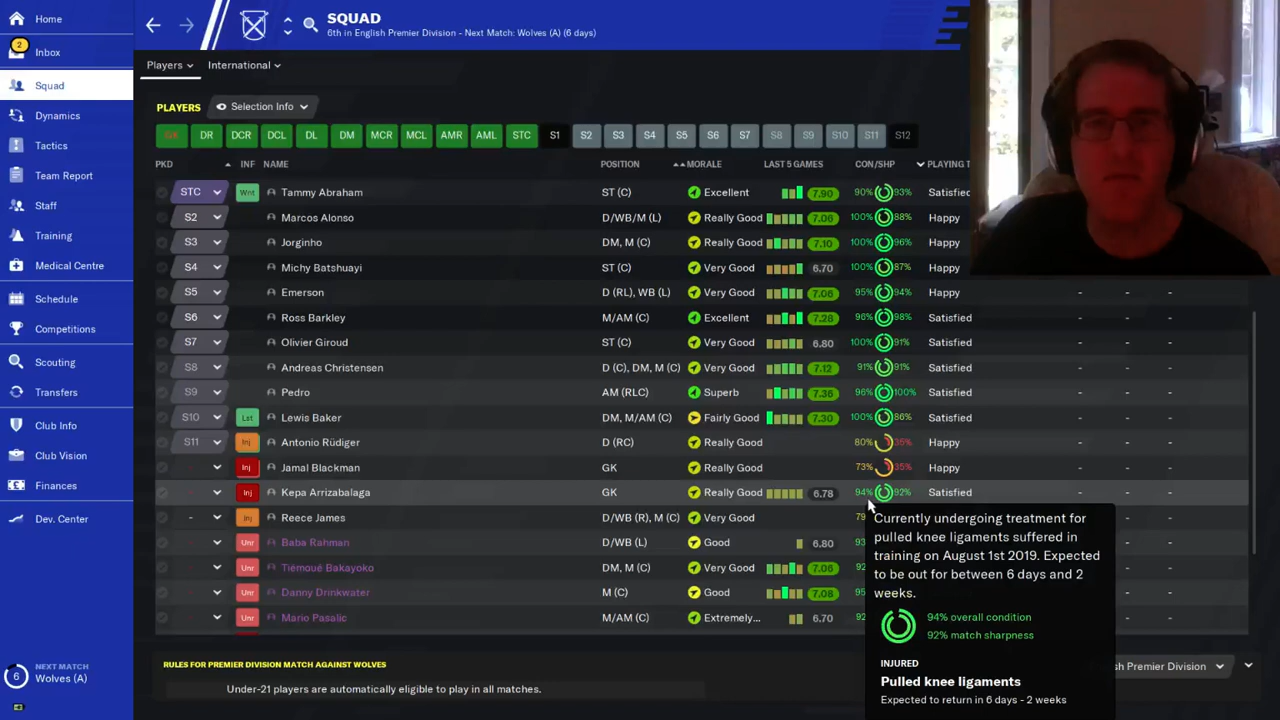 Home
2
Inbox
Squad
Dynamics
Tactics
Team Report
Staff
Training
Medical Centre
Schedule
Competitions
Scouting
Transfers
Club Info
Club Vision
Finances
Dev. Center
6
NEXT MATCH
Wolves (A)
SQUAD
6th in English Premier Division - Next Match: Wolves (A) (6 days)
Players
International
PLAYERS
Selection Info
GK DR DCR DCL DL DM MCR MCL AMR AML STC S1 S2 S3 S4 S5 S6 S7 S8 S9 S10 S11 S12
PKD INF NAME POSITION MORALE LAST 5 GAMES CON/SHP PLAYING T
STC Wnt Tammy Abraham ST (C) Excellent 7.90 90% 93% Satisfied
S2 Marcos Alonso D/WB/M (L) Really Good 7.06 100% 88% Happy - - -
S3 Jorginho DM, M (C) Really Good 7.10 100% 96% Happy - - -
S4 Michy Batshuayi ST (C) Very Good 6.70 100% 87% Happy - - -
S5 Emerson D (RL), WB (L) Very Good 7.06 95% 94% Happy - - -
S6 Ross Barkley M/AM (C) Excellent 7.28 96% 98% Satisfied - - -
S7 Olivier Giroud ST (C) Very Good 6.80 100% 91% Satisfied - - -
S8 Andreas Christensen D (C), DM, M (C) Very Good 7.12 91% 91% Satisfied - - -
S9 Pedro AM (RLC) Superb 7.36 96% 100% Satisfied - - -
S10 Lst Lewis Baker DM, M/AM (C) Fairly Good 7.30 100% 86% Satisfied - - -
S11 Inj Antonio Rüdiger D (RC) Really Good 80% 35% Happy - - -
Inj Jamal Blackman GK Really Good 73% 35% Happy - - -
Inj Kepa Arrizabalaga GK Really Good 6.78 94% 92% Satisfied - - -
- Inj Reece James D/WB (R), M (C) Very Good 79
Unr Baba Rahman D/WB (L) Good 6.80 93
Unr Tiémoué Bakayoko DM, M (C) Very Good 7.06 92
Unr Danny Drinkwater M (C) Good 7.08 95
Unr Mario Pasalic M/AM (C) Extremely... 6.70 92
Currently undergoing treatment for
pulled knee ligaments suffered in
training on August 1st 2019. Expected
to be out for between 6 days and 2
weeks.
94% overall condition
92% match sharpness
INJURED
Pulled knee ligaments
Expected to return in 6 days - 2 weeks
RULES FOR PREMIER DIVISION MATCH AGAINST WOLVES
sh Premier Division
Under-21 players are automatically eligible to play in all matches.